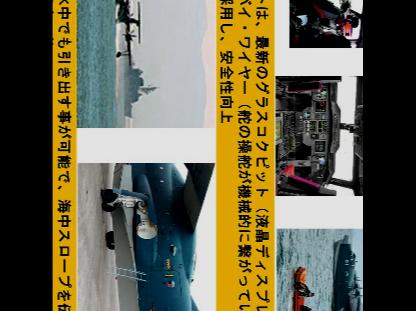 トは、最新のグラスコクピット（液晶ディスプレ
バイ・ワイヤー（舵の操舵が機械的に繋がってい
採用し、安全性向上
水中でも引き出す事が可能で、海中スロープを